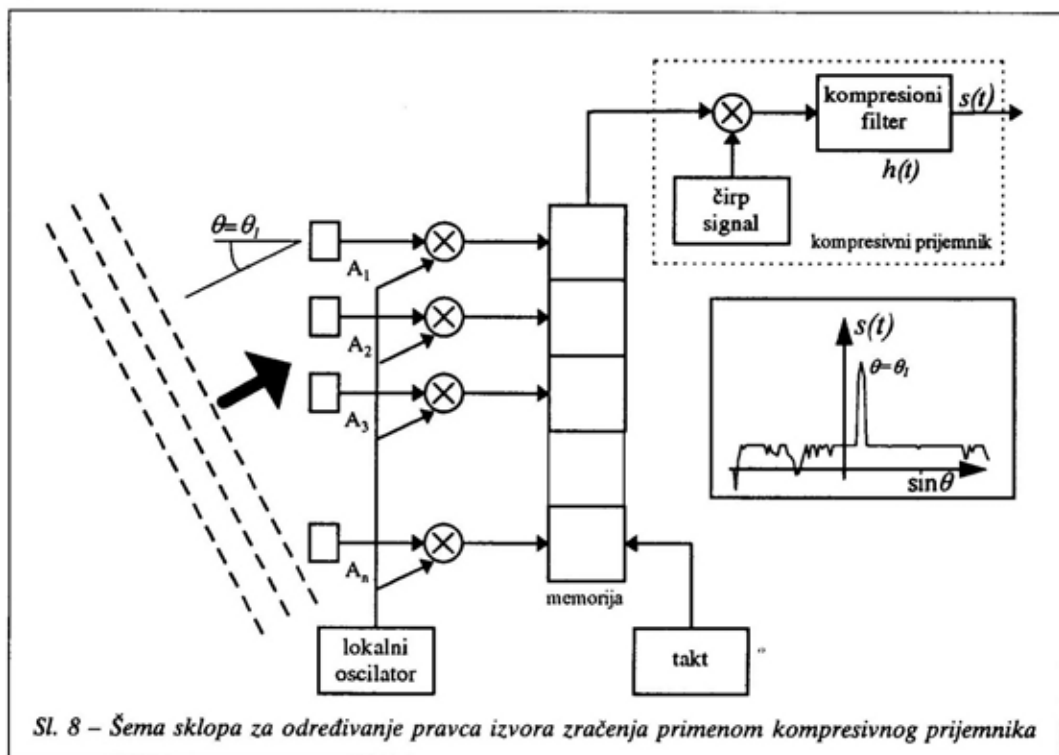 kompresioni
filter
s(t)
h(t)
čirp
signal
kompresivni prijemnik
θ=θ₁
A₁
A₂
A₃
Aₙ
s(t)
θ=θ₁
sinθ
memorija
lokalni
oscilator
takt
Sl. 8 – Šema sklopa za određivanje pravca izvora zračenja primenom kompresivnog prijemnika